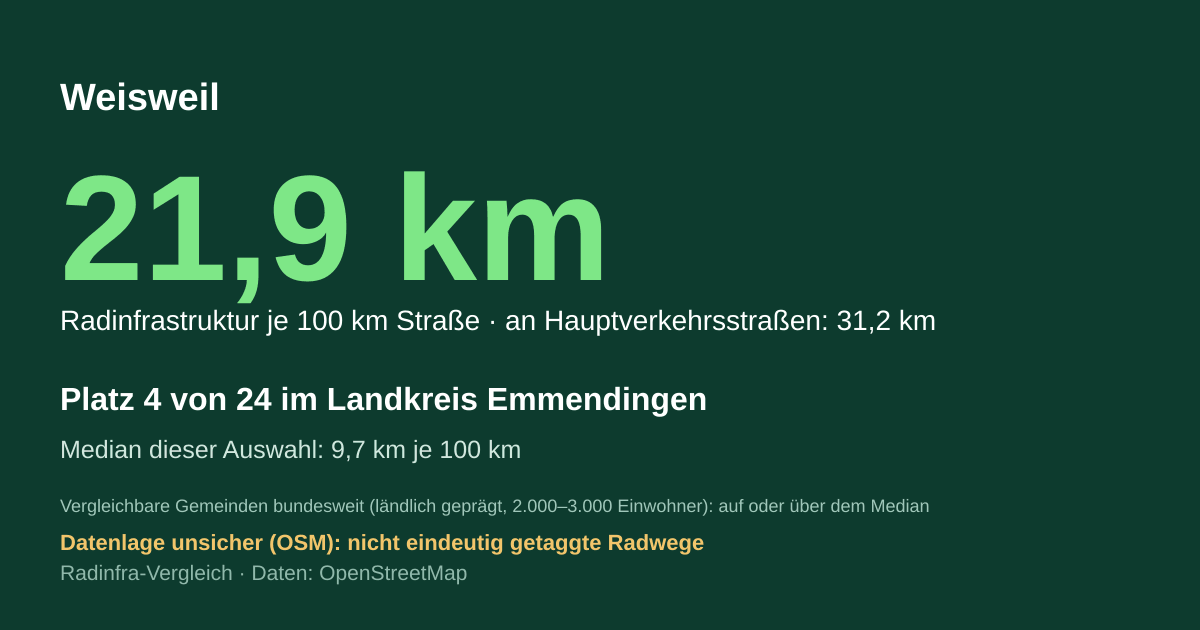 Weisweil
21,9 km
Radinfrastruktur je 100 km Straße · an Hauptverkehrsstraßen: 31,2 km
Platz 4 von 24 im Landkreis Emmendingen
Median dieser Auswahl: 9,7 km je 100 km
Vergleichbare Gemeinden bundesweit (ländlich geprägt, 2.000–3.000 Einwohner): auf oder über dem Median
Datenlage unsicher (OSM): nicht eindeutig getaggte Radwege
Radinfra-Vergleich · Daten: OpenStreetMap